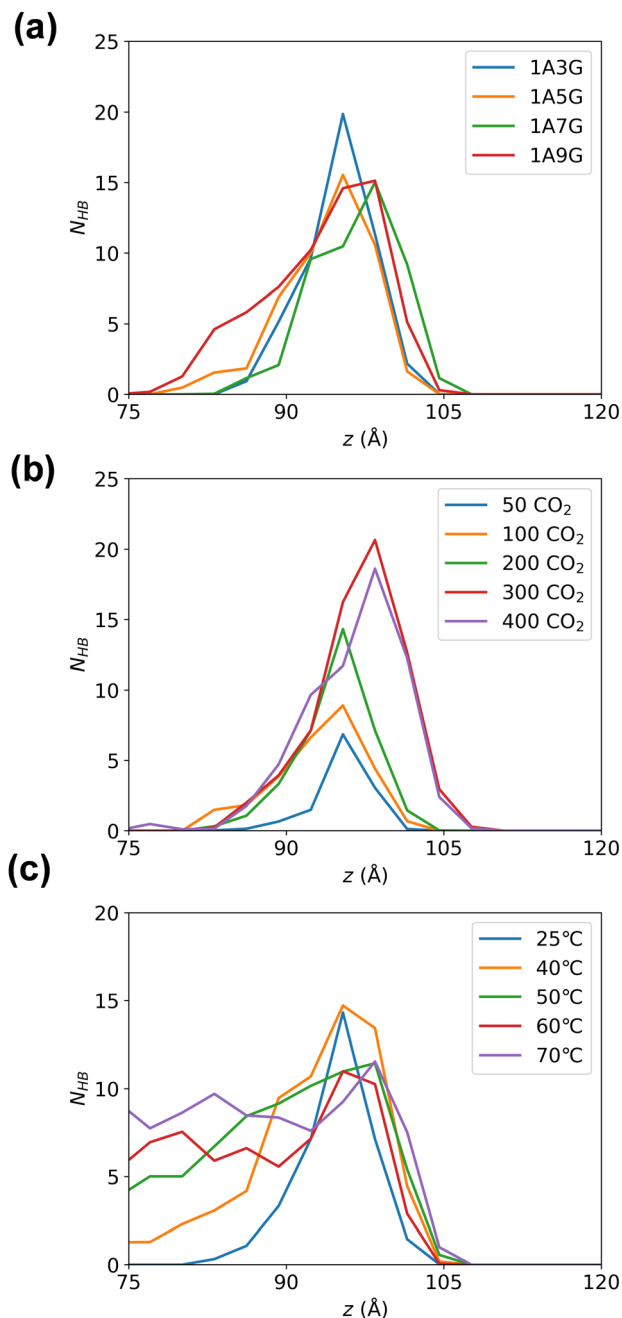 (a)
25
20
15
10
5
0
N_HB
1A3G
1A5G
1A7G
1A9G
75 90 105 120
z (Å)
(b)
25
20
15
10
5
0
N_HB
50 CO₂
100 CO₂
200 CO₂
300 CO₂
400 CO₂
75 90 105 120
z (Å)
(c)
20
15
10
5
0
N_HB
25℃
40℃
50℃
60℃
70℃
75 90 105 120
z (Å)